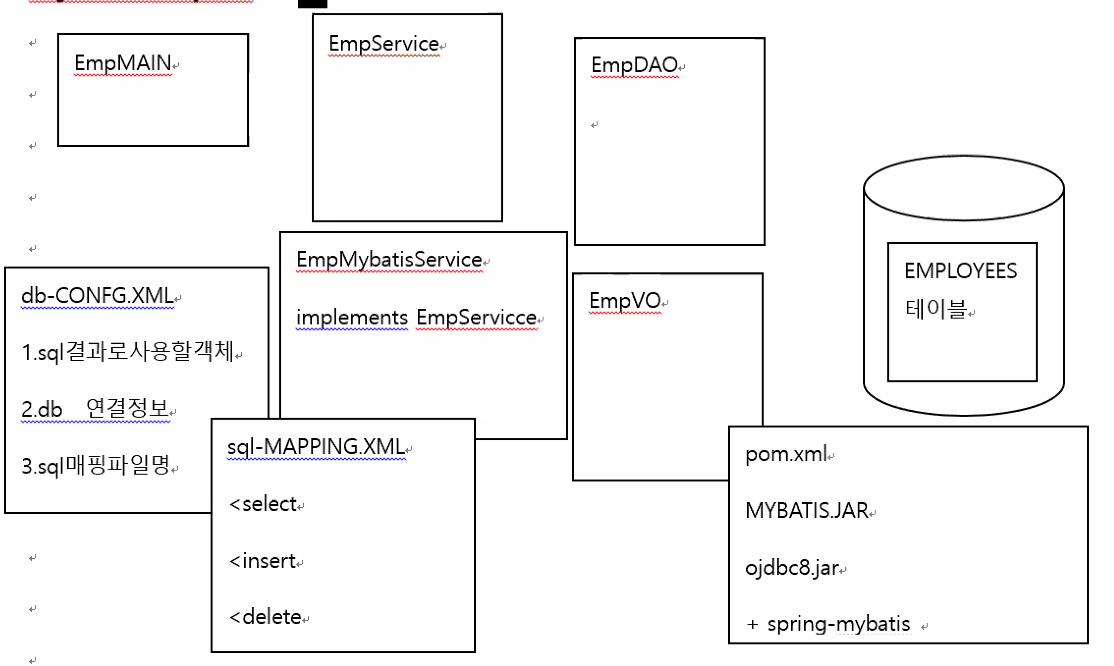 EmpMAIN
EmpService
EmpDAO
EMPLOYEES
테이블
EmpMybatisService
implements EmpServicce
db-CONFG.XML
1.sql결과로사용할객체
2.db 연결정보
3.sql매핑파일명
EmpVO
sql-MAPPING.XML
<select
<insert
<delete
pom.xml
MYBATIS.JAR
ojdbc8.jar
+ spring-mybatis